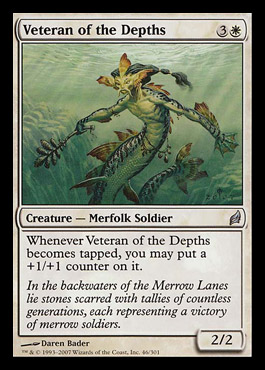 Veteran of the Depths 3
Creature — Merfolk Soldier
Whenever Veteran of the Depths
becomes tapped, you may put a
+1/+1 counter on it.
In the backwaters of the Merrow Lanes
lie stones scarred with tallies of countless
generations, each representing a victory
of merrow soldiers.
2/2
Daren Bader
™ & © 1993–2007 Wizards of the Coast, Inc. 46/301